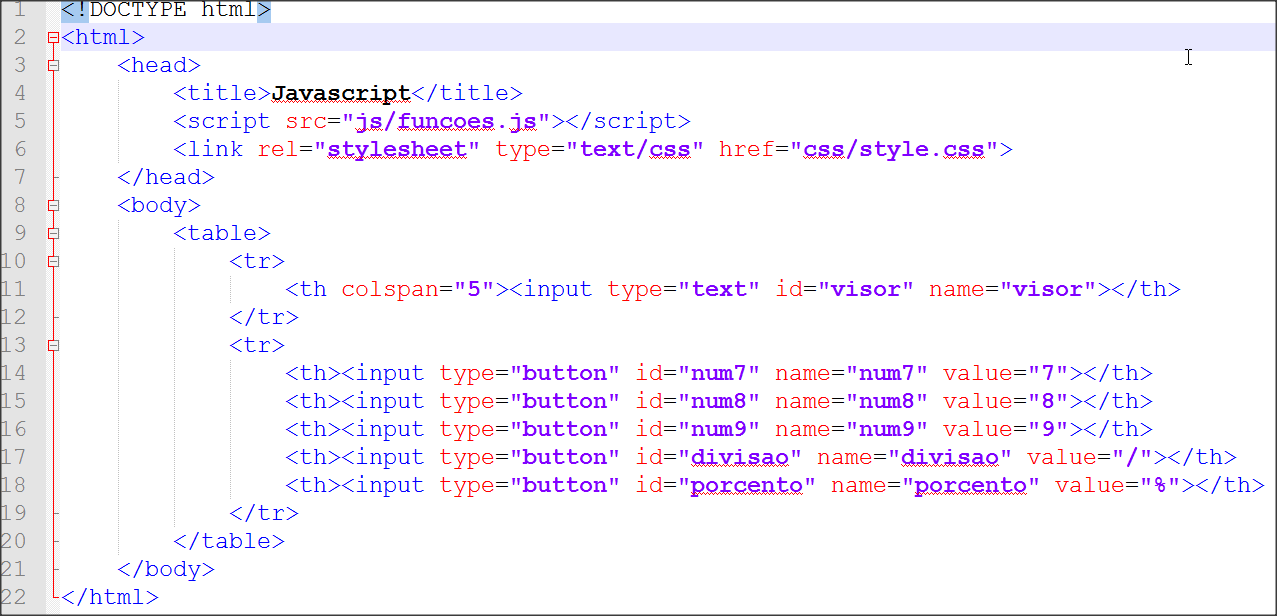 1 <!DOCTYPE html>
2 <html>
3 <head>
4 <title>Javascript</title>
5 <script src="js/funcoes.js"></script>
6 <link rel="stylesheet" type="text/css" href="css/style.css">
7 </head>
8 <body>
9 <table>
10 <tr>
11 <th colspan="5"><input type="text" id="visor" name="visor"></th>
12 </tr>
13 <tr>
14 <th><input type="button" id="num7" name="num7" value="7"></th>
15 <th><input type="button" id="num8" name="num8" value="8"></th>
16 <th><input type="button" id="num9" name="num9" value="9"></th>
17 <th><input type="button" id="divisao" name="divisao" value="/"></th>
18 <th><input type="button" id="porcento" name="porcento" value="%"></th>
19 </tr>
20 </table>
21 </body>
22 </html>